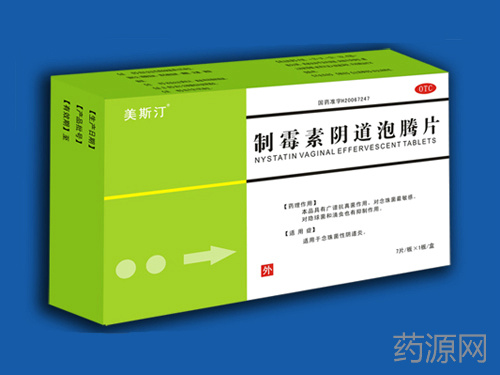 美斯汀®
国药准字H20067247
OTC
制霉素阴道泡腾片
NYSTATIN VAGINAL EFFERVESCENT TABLETS
【药理作用】
本品具有广谱抗真菌作用，对念珠菌最敏感，
对隐球菌和滴虫也有抑制作用。
【适 用 症】
适用于念珠菌性阴道炎。
外
7片/板×1板/盒
【生产日期】
【产品批号】
【有效期】至
药源网